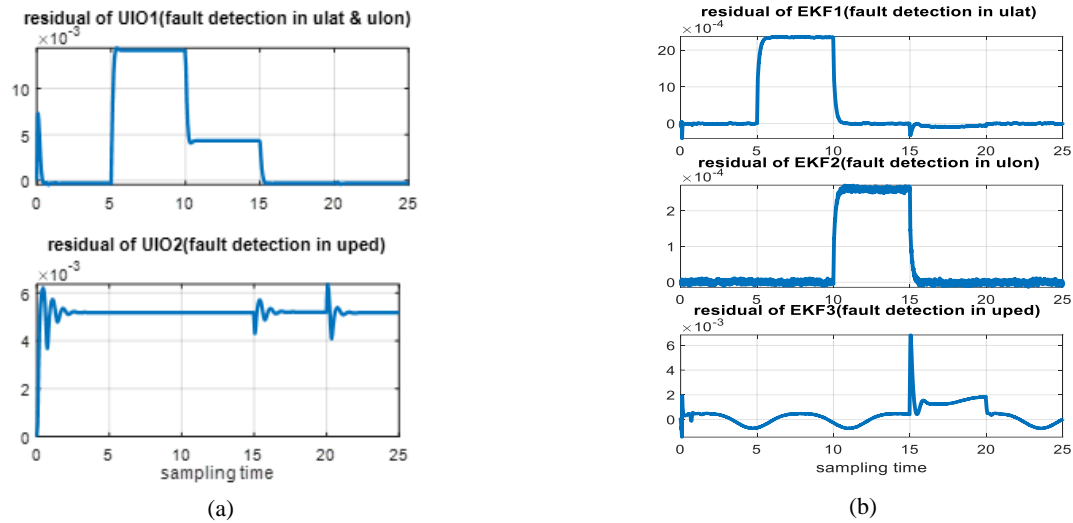 residual of UIO1(fault detection in ulat & ulon)
×10⁻³
10
5
0
0 5 10 15 20 25
residual of UIO2(fault detection in uped)
×10⁻³
6
4
2
0
0 5 10 15 20 25
sampling time
(a)
residual of EKF1(fault detection in ulat)
×10⁻⁴
20
10
0
0 5 10 15 20 25
residual of EKF2(fault detection in ulon)
×10⁻⁴
2
1
0
0 5 10 15 20 25
residual of EKF3(fault detection in uped)
×10⁻³
6
4
2
0
0 5 10 15 20 25
sampling time
(b)